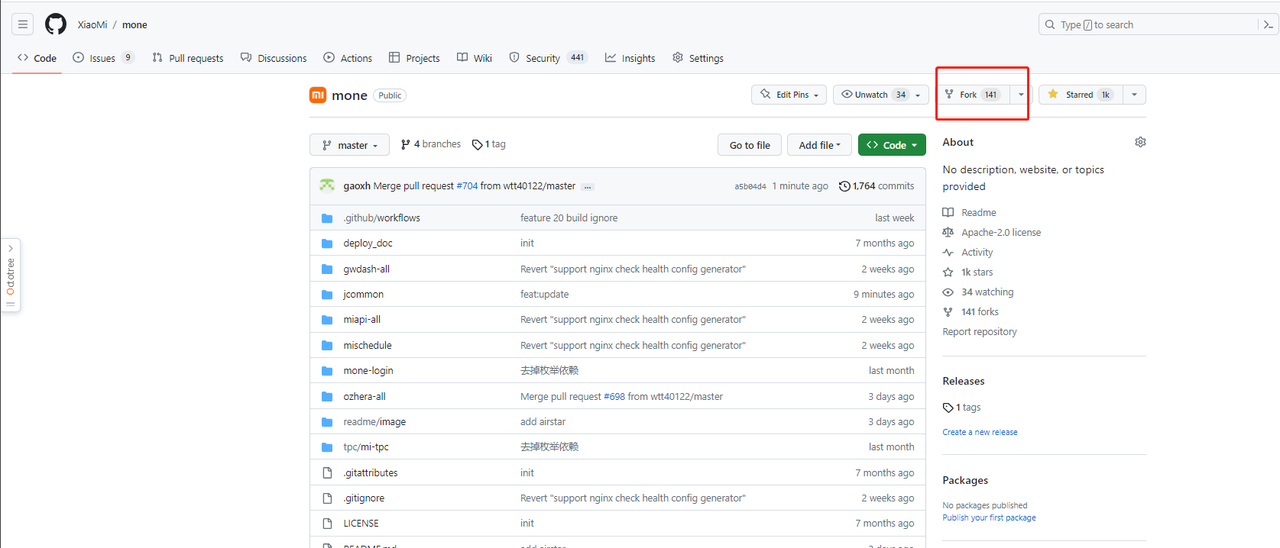 XiaoMi / mone
Type / to search
Code Issues 9 Pull requests Discussions Actions Projects Wiki Security 441 Insights Settings
mi mone Public Edit Pins Unwatch 34 Fork 141 Starred 1k
master 4 branches 1 tag Go to file Add file Code
gaoxh Merge pull request #704 from wtt40122/master ... a5b04d4 1 minute ago 1,764 commits
.github/workflows feature 20 build ignore last week
deploy_doc init 7 months ago
gwdash-all Revert "support nginx check health config generator" 2 weeks ago
jcommon feat:update 9 minutes ago
miapi-all Revert "support nginx check health config generator" 2 weeks ago
mischedule Revert "support nginx check health config generator" 2 weeks ago
mone-login 去掉枚举依赖 last month
ozhera-all Merge pull request #698 from wtt40122/master 3 days ago
readme/image add airstar 3 days ago
tpc/mi-tpc 去掉枚举依赖 last month
.gitattributes init 7 months ago
.gitignore Revert "support nginx check health config generator" 2 weeks ago
LICENSE init 7 months ago
README.md add airstar 3 days ago
About
No description, website, or topics
provided
Readme
Apache-2.0 license
Activity
1k stars
34 watching
141 forks
Report repository
Releases
1 tags
Create a new release
Packages
No packages published
Publish your first package
Octotree